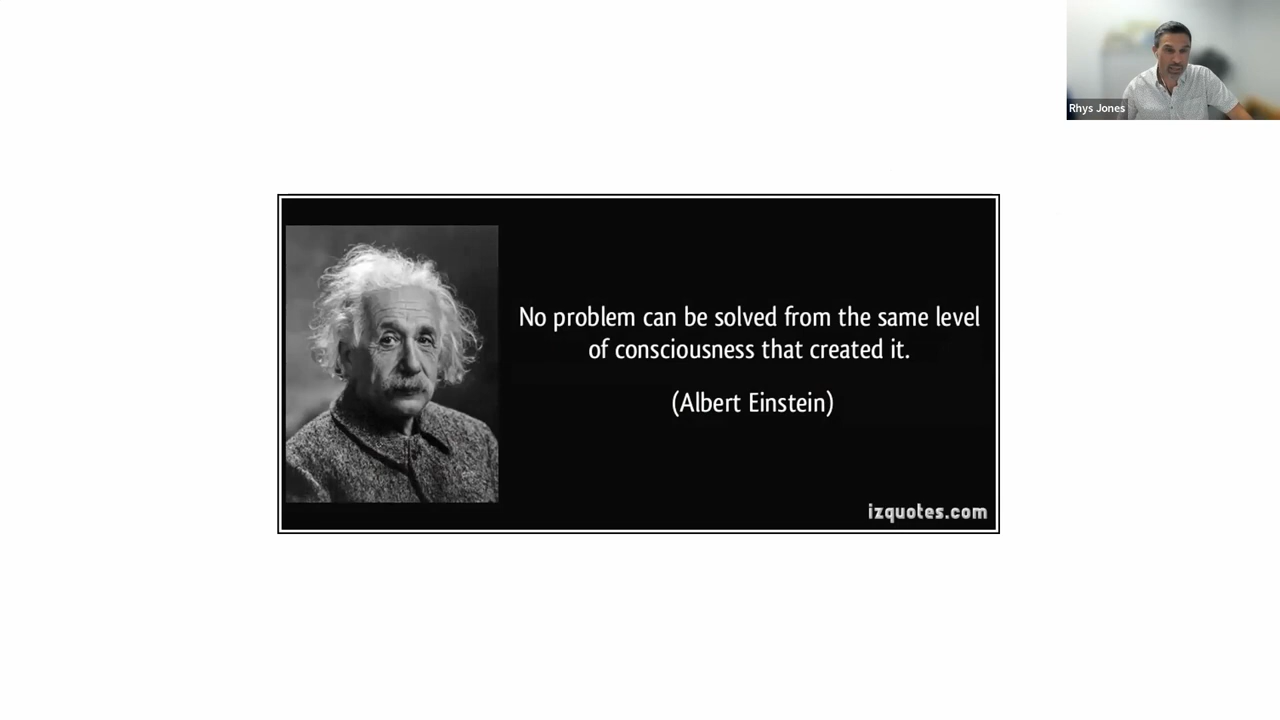 Rhys Jones
No problem can be solved from the same level
of consciousness that created it.
(Albert Einstein)
izquotes.com